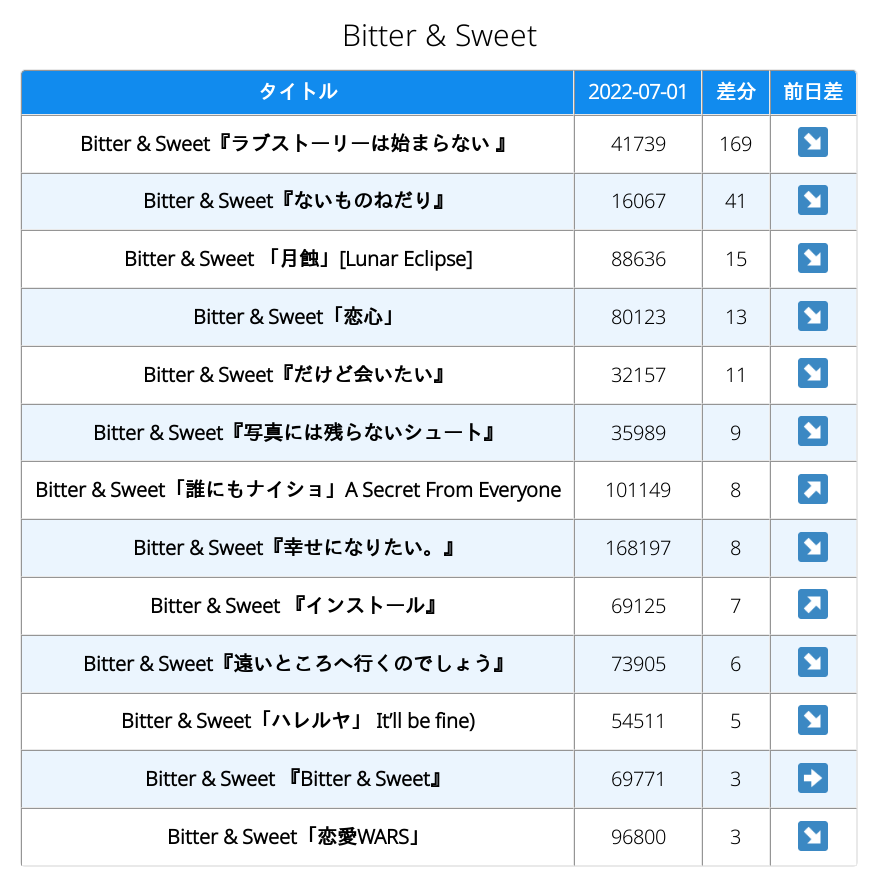 Bitter & Sweet
タイトル 2022-07-01 差分 前日差
Bitter & Sweet『ラブストーリーは始まらない 』 41739 169 ↘
Bitter & Sweet『ないものねだり』 16067 41 ↘
Bitter & Sweet 「月蝕」[Lunar Eclipse] 88636 15 ↘
Bitter & Sweet「恋心」 80123 13 ↘
Bitter & Sweet『だけど会いたい』 32157 11 ↘
Bitter & Sweet『写真には残らないシュート』 35989 9 ↘
Bitter & Sweet「誰にもナイショ」A Secret From Everyone 101149 8 ↗
Bitter & Sweet『幸せになりたい。』 168197 8 ↘
Bitter & Sweet 『インストール』 69125 7 ↗
Bitter & Sweet『遠いところへ行くのでしょう』 73905 6 ↘
Bitter & Sweet「ハレルヤ」 It’ll be fine) 54511 5 ↘
Bitter & Sweet 『Bitter & Sweet』 69771 3 ➡
Bitter & Sweet「恋愛WARS」 96800 3 ↘